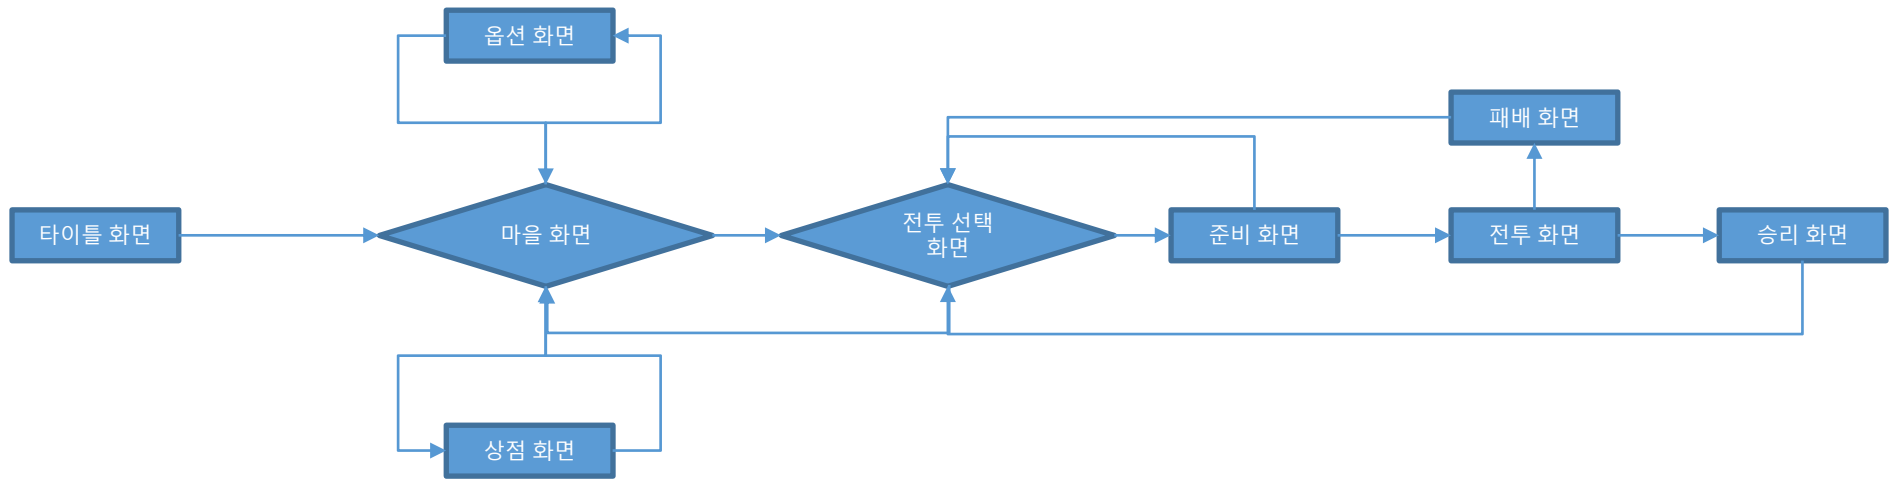 옵션 화면
패배 화면
타이틀 화면
마을 화면
전투 선택
화면
준비 화면
전투 화면
승리 화면
상점 화면